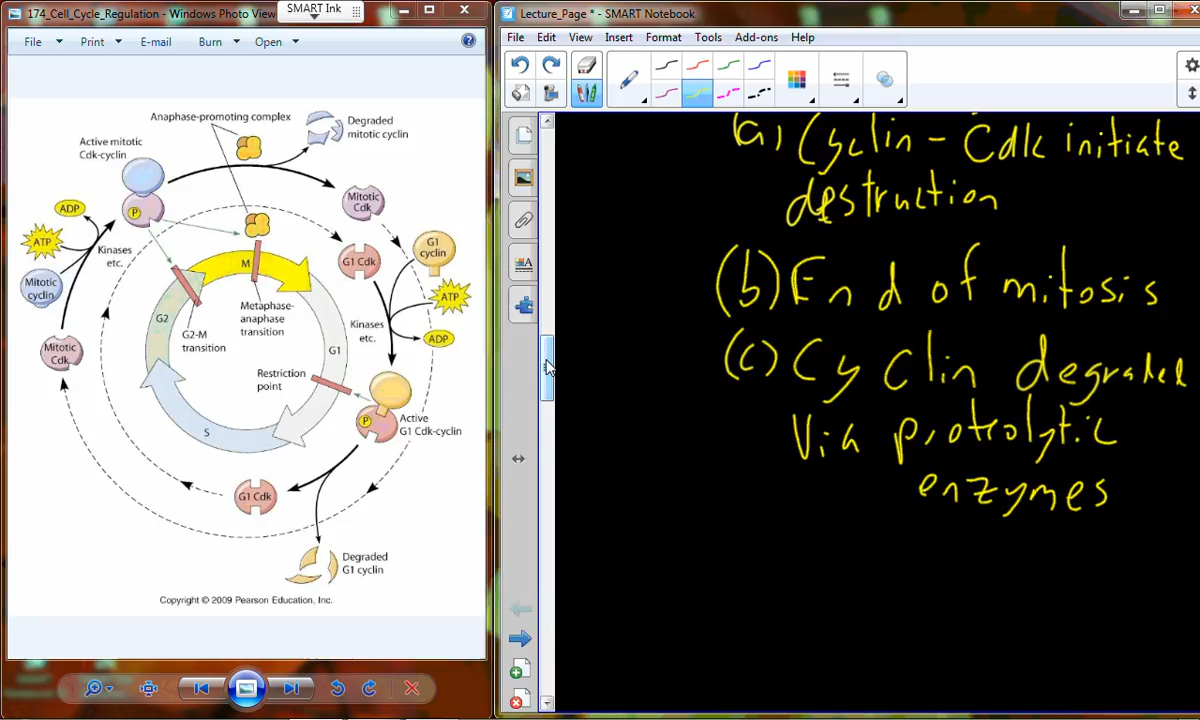 174_Cell_Cycle_Regulation - Windows Photo View
SMART Ink
File Print E-mail Burn Open
Anaphase-promoting complex
Degraded
mitotic cyclin
Active mitotic
Cdk-cyclin
P
ADP
ATP
Kinases
etc.
Mitotic
cyclin
Mitotic
Cdk
Mitotic
Cdk
G1 Cdk
G1
cyclin
ATP
Kinases
etc.
ADP
M
Metaphase-
anaphase
transition
G2
G2-M
transition
G1
Restriction
point
S
P
Active
G1 Cdk-cyclin
G1 Cdk
Degraded
G1 cyclin
Copyright © 2009 Pearson Education, Inc.
Lecture_Page * - SMART Notebook
File Edit View Insert Format Tools Add-ons Help
(a) Cyclin - Cdk initiate
destruction
(b) End of mitosis
(c) Cyclin degraded
Via proteolytic
enzymes